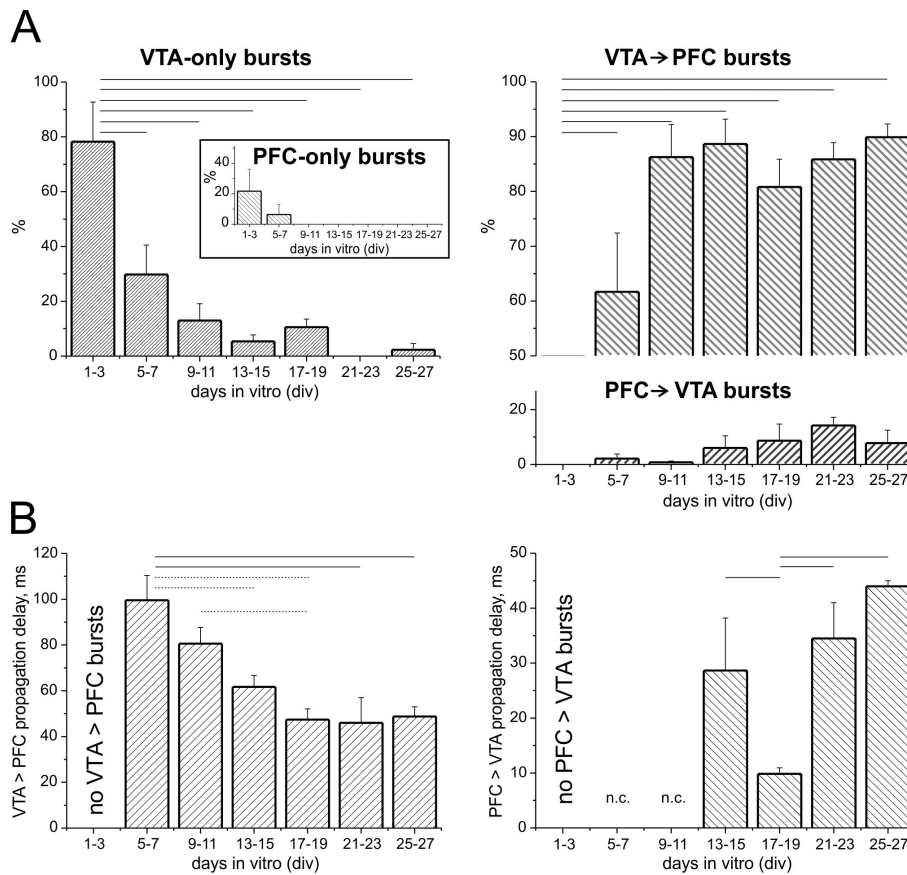 A
VTA-only bursts
100
80
60
40
20
0
%
PFC-only bursts
40
20
0
%
1-3 5-7 9-11 13-15 17-19 21-23 25-27
days in vitro (div)
1-3 5-7 9-11 13-15 17-19 21-23 25-27
days in vitro (div)
VTA→PFC bursts
100
90
80
70
60
50
%
PFC→ VTA bursts
20
0
1-3 5-7 9-11 13-15 17-19 21-23 25-27
days in vitro (div)
B
VTA > PFC propagation delay, ms
120
100
80
60
40
20
0
no VTA > PFC bursts
1-3 5-7 9-11 13-15 17-19 21-23 25-27
days in vitro (div)
PFC > VTA propagation delay, ms
50
40
30
20
10
0
no PFC > VTA bursts
n.c. n.c.
1-3 5-7 9-11 13-15 17-19 21-23 25-27
days in vitro (div)